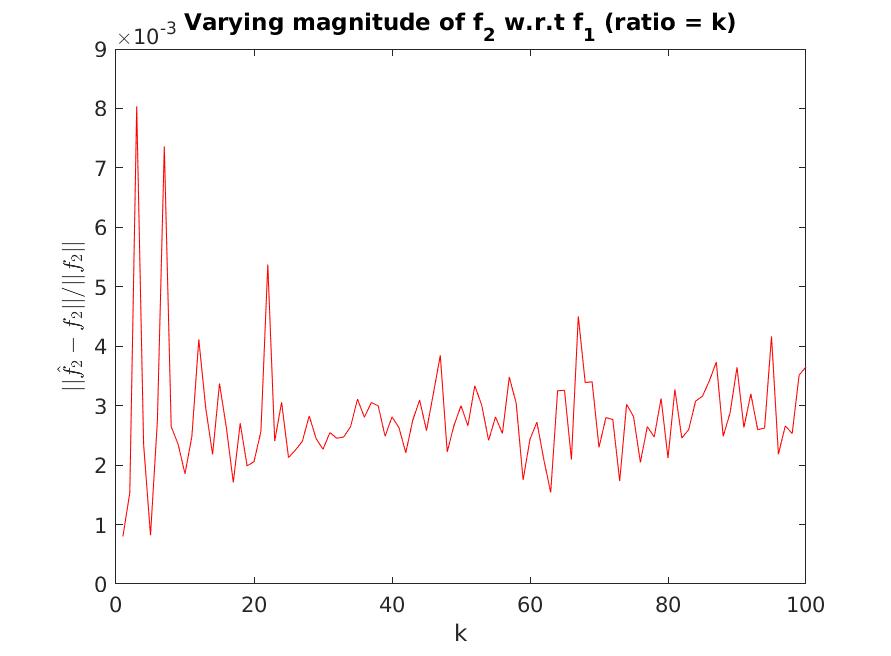 Varying magnitude of f₂ w.r.t f₁ (ratio = k)
×10⁻³
9
8
7
6
5
4
3
2
1
0
||f̂₂ − f₂||/||f₂||
0 20 40 60 80 100
k